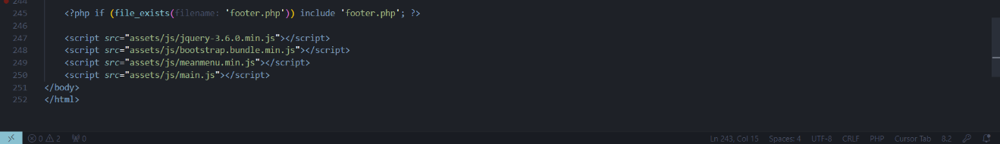 244
245 <?php if (file_exists(filename: 'footer.php')) include 'footer.php'; ?>
246
247 <script src="assets/js/jquery-3.6.0.min.js"></script>
248 <script src="assets/js/bootstrap.bundle.min.js"></script>
249 <script src="assets/js/meanmenu.min.js"></script>
250 <script src="assets/js/main.js"></script>
251 </body>
252 </html>
0 2 0 Ln 243, Col 15 Spaces: 4 UTF-8 CRLF PHP Cursor Tab 8.2